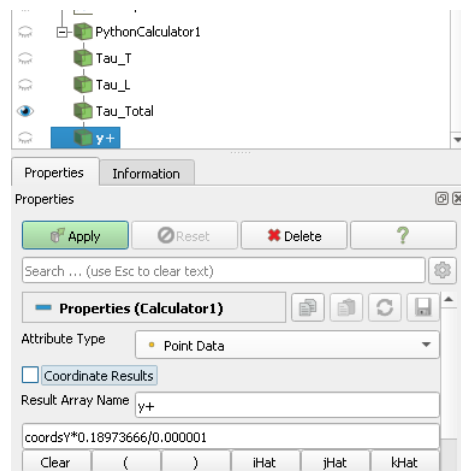 PythonCalculator1
Tau_T
Tau_L
Tau_Total
y+
Properties Information
Properties
Apply Reset Delete ?
Search ... (use Esc to clear text)
Properties (Calculator1)
Attribute Type Point Data
Coordinate Results
Result Array Name y+
coordsY*0.18973666/0.000001
Clear ( ) iHat jHat kHat